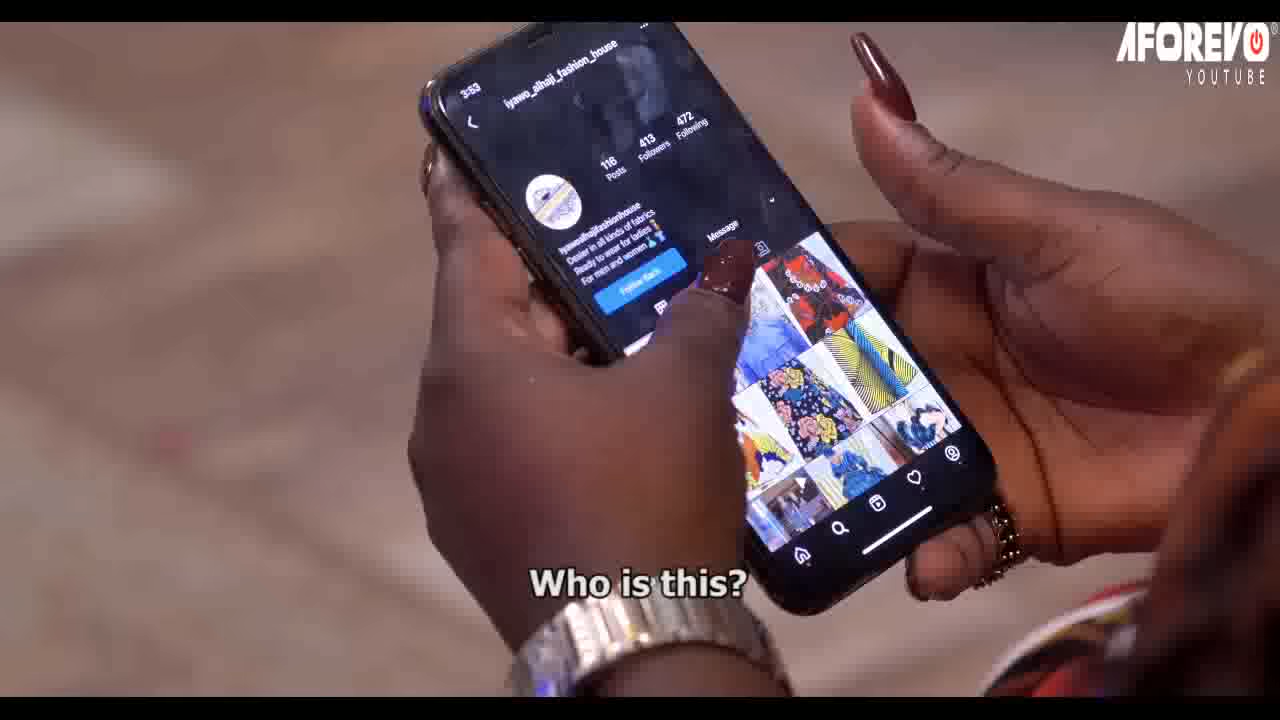 AFOREVO
YOUTUBE
3:53
iyawo_alhaji_fashion_house
116
Posts
413
Followers
472
Following
iyawoalhajifashionhouse
Dealer in all kinds of fabrics
Ready to wear for ladies
For men and women
Follow Back
Message
Who is this?